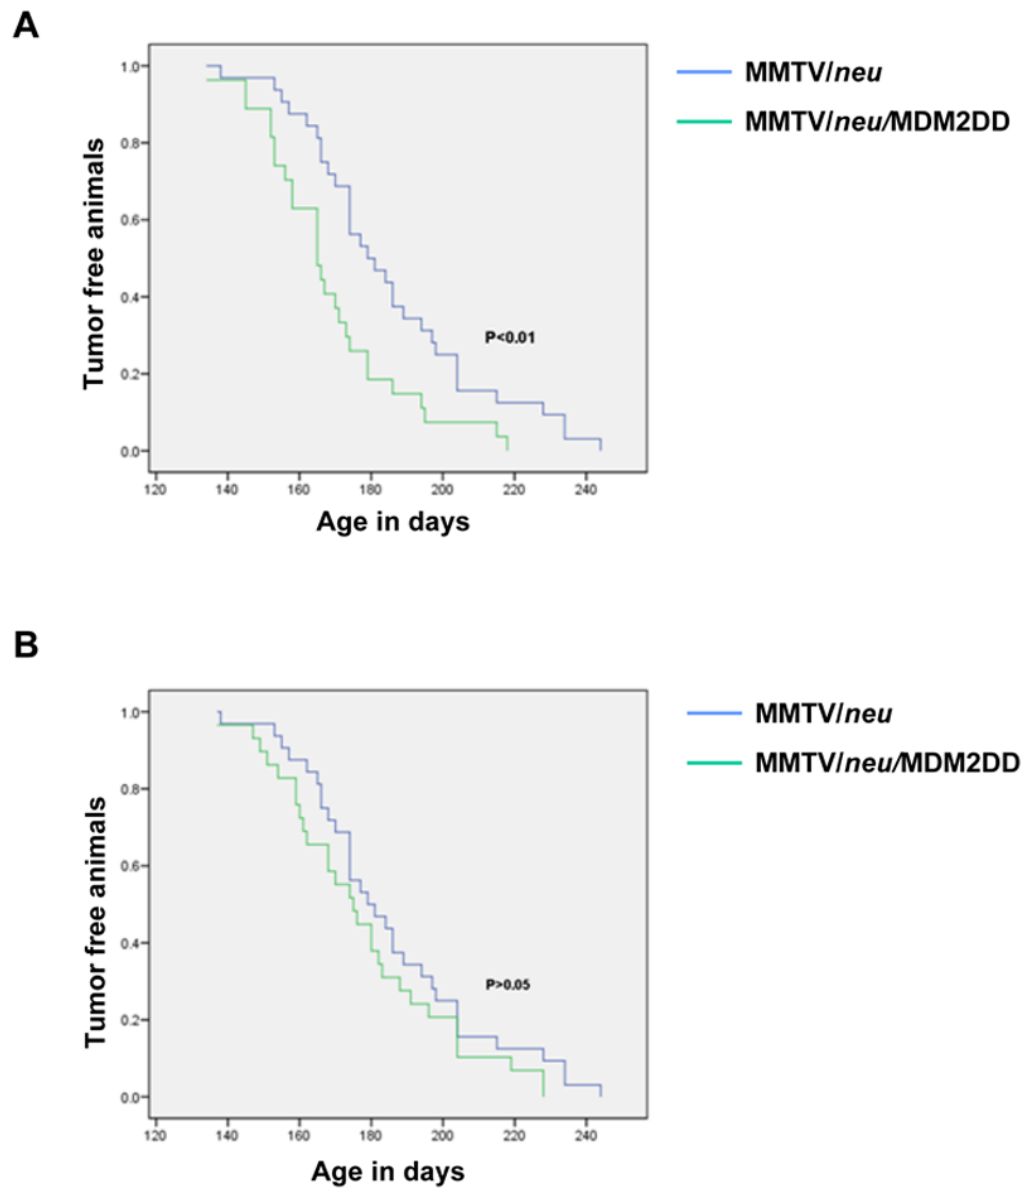 A
MMTV/neu
MMTV/neu/MDM2DD
1.0
0.8
0.6
0.4
0.2
0.0
Tumor free animals
P<0.01
120 140 160 180 200 220 240
Age in days
B
MMTV/neu
MMTV/neu/MDM2DD
1.0
0.8
0.6
0.4
0.2
0.0
Tumor free animals
P>0.05
120 140 160 180 200 220 240
Age in days